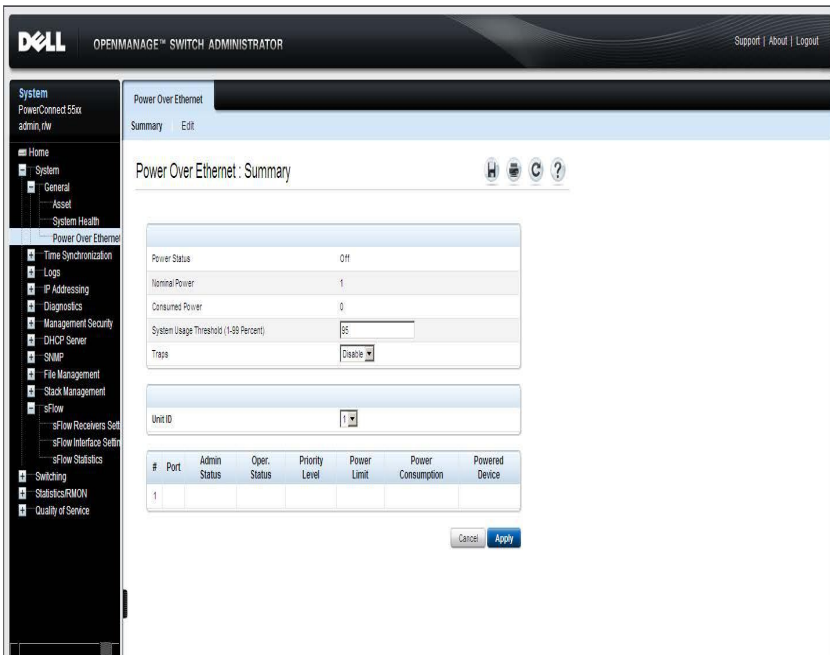 DELL OPENMANAGE™ SWITCH ADMINISTRATOR
Support | About | Logout
System
PowerConnect 55xx
admin, r/w
Home
System
General
Asset
System Health
Power Over Ethernet
Time Synchronization
Logs
IP Addressing
Diagnostics
Management Security
DHCP Server
SNMP
File Management
Stack Management
sFlow
sFlow Receivers Sett
sFlow Interface Settin
sFlow Statistics
Switching
Statistics/RMON
Quality of Service
Power Over Ethernet
Summary Edit
Power Over Ethernet : Summary
Power Status Off
Nominal Power 1
Consumed Power 0
System Usage Threshold (1-99 Percent) 95
Traps Disable
Unit ID 1
# Port Admin Status Oper. Status Priority Level Power Limit Power Consumption Powered Device
1
Cancel Apply